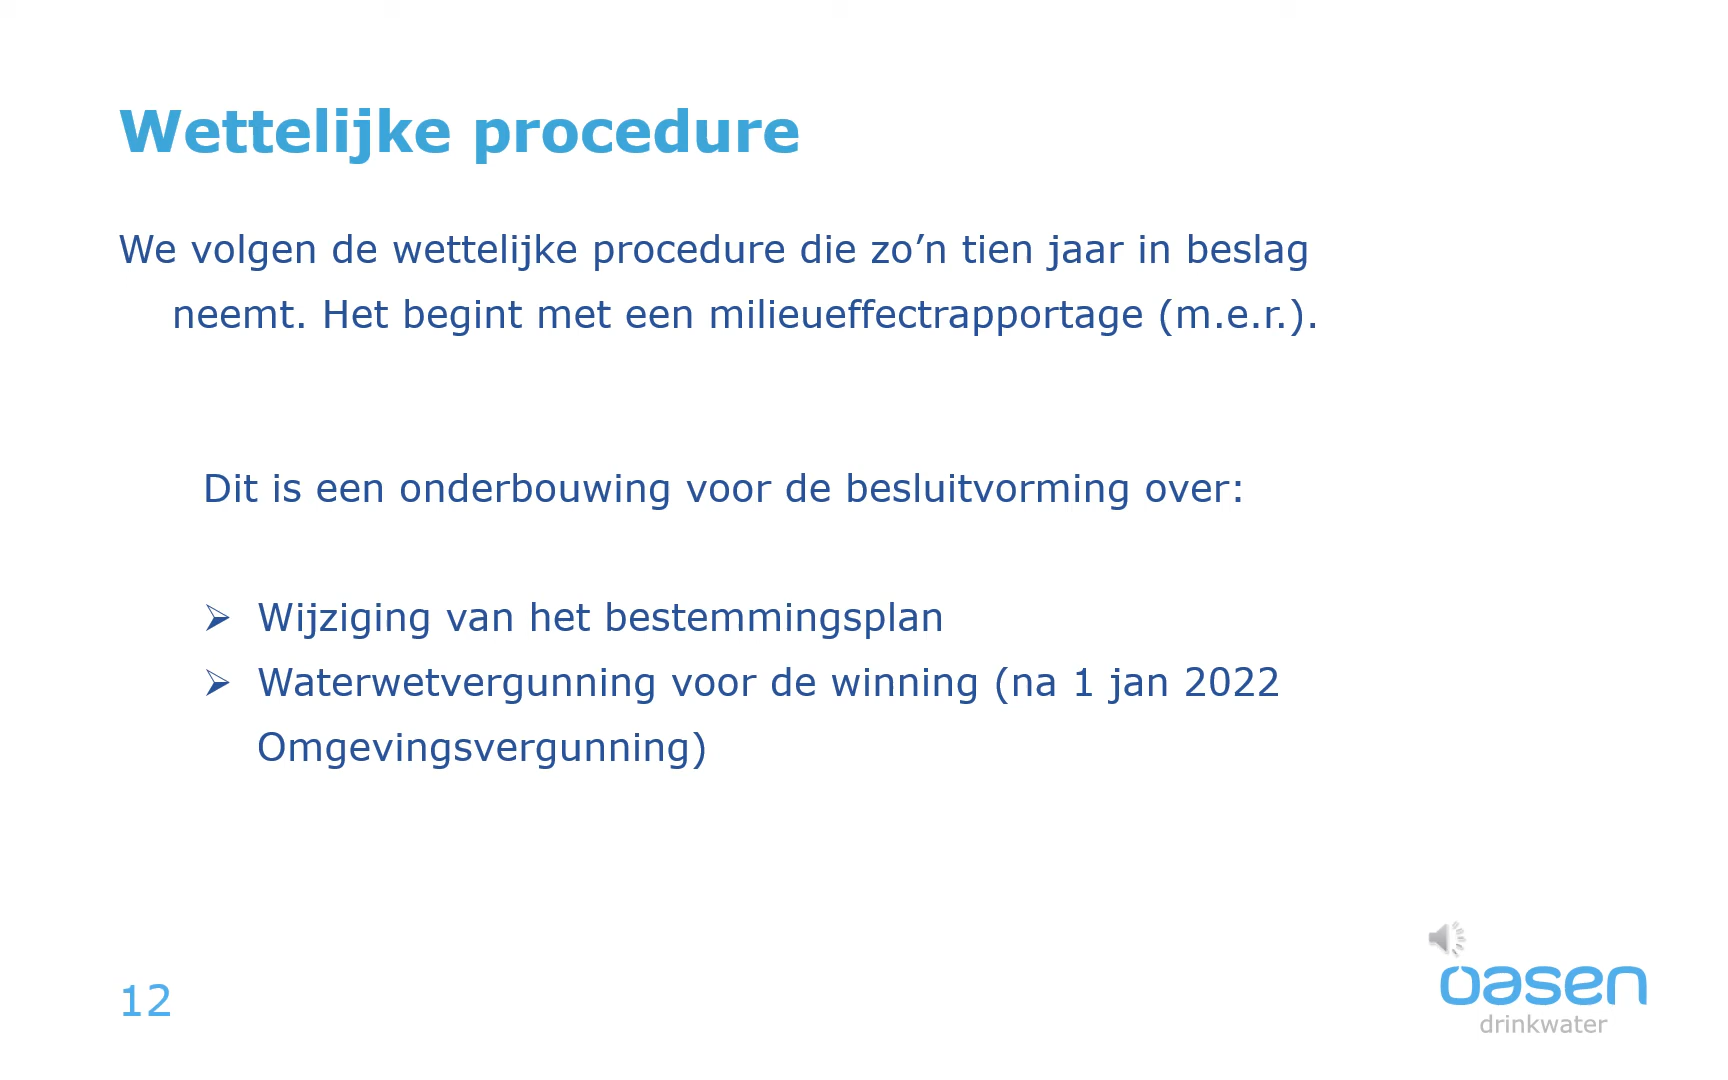 Wettelijke procedure
We volgen de wettelijke procedure die zo’n tien jaar in beslag
neemt. Het begint met een milieueffectrapportage (m.e.r.).
Dit is een onderbouwing voor de besluitvorming over:
➢ Wijziging van het bestemmingsplan
➢ Waterwetvergunning voor de winning (na 1 jan 2022
Omgevingsvergunning)
12
oasen
drinkwater